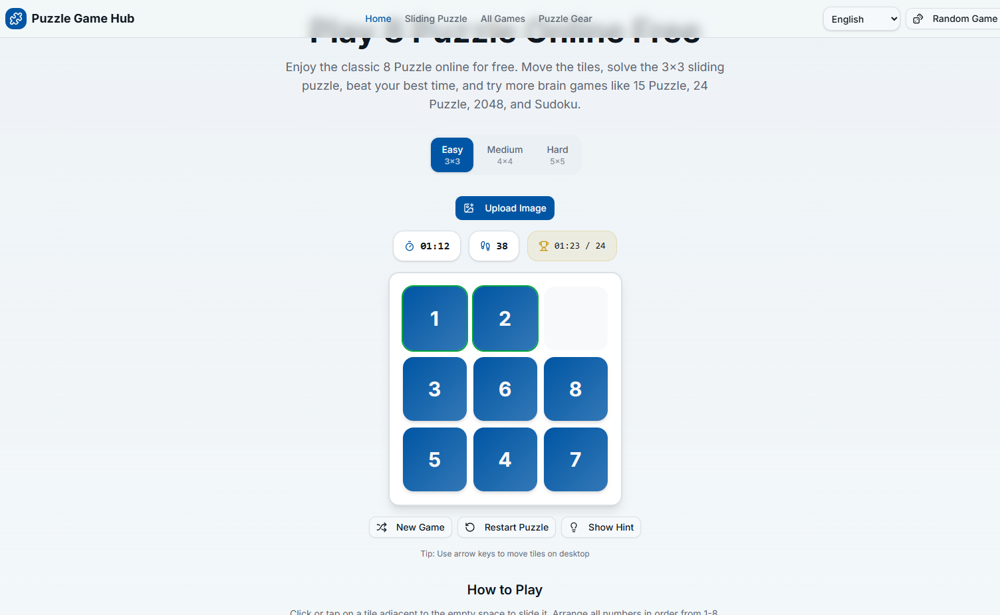 Puzzle Game Hub
Home
Sliding Puzzle
All Games
Puzzle Gear
English
Random Game
Play 8 Puzzle Online Free
Enjoy the classic 8 Puzzle online for free. Move the tiles, solve the 3×3 sliding
puzzle, beat your best time, and try more brain games like 15 Puzzle, 24
Puzzle, 2048, and Sudoku.
Easy
3×3
Medium
4×4
Hard
5×5
Upload Image
01:12
38
01:23 / 24
1 2
3 6 8
5 4 7
New Game
Restart Puzzle
Show Hint
Tip: Use arrow keys to move tiles on desktop
How to Play
Click or tap on a tile adjacent to the empty space to slide it. Arrange all numbers in order from 1-8